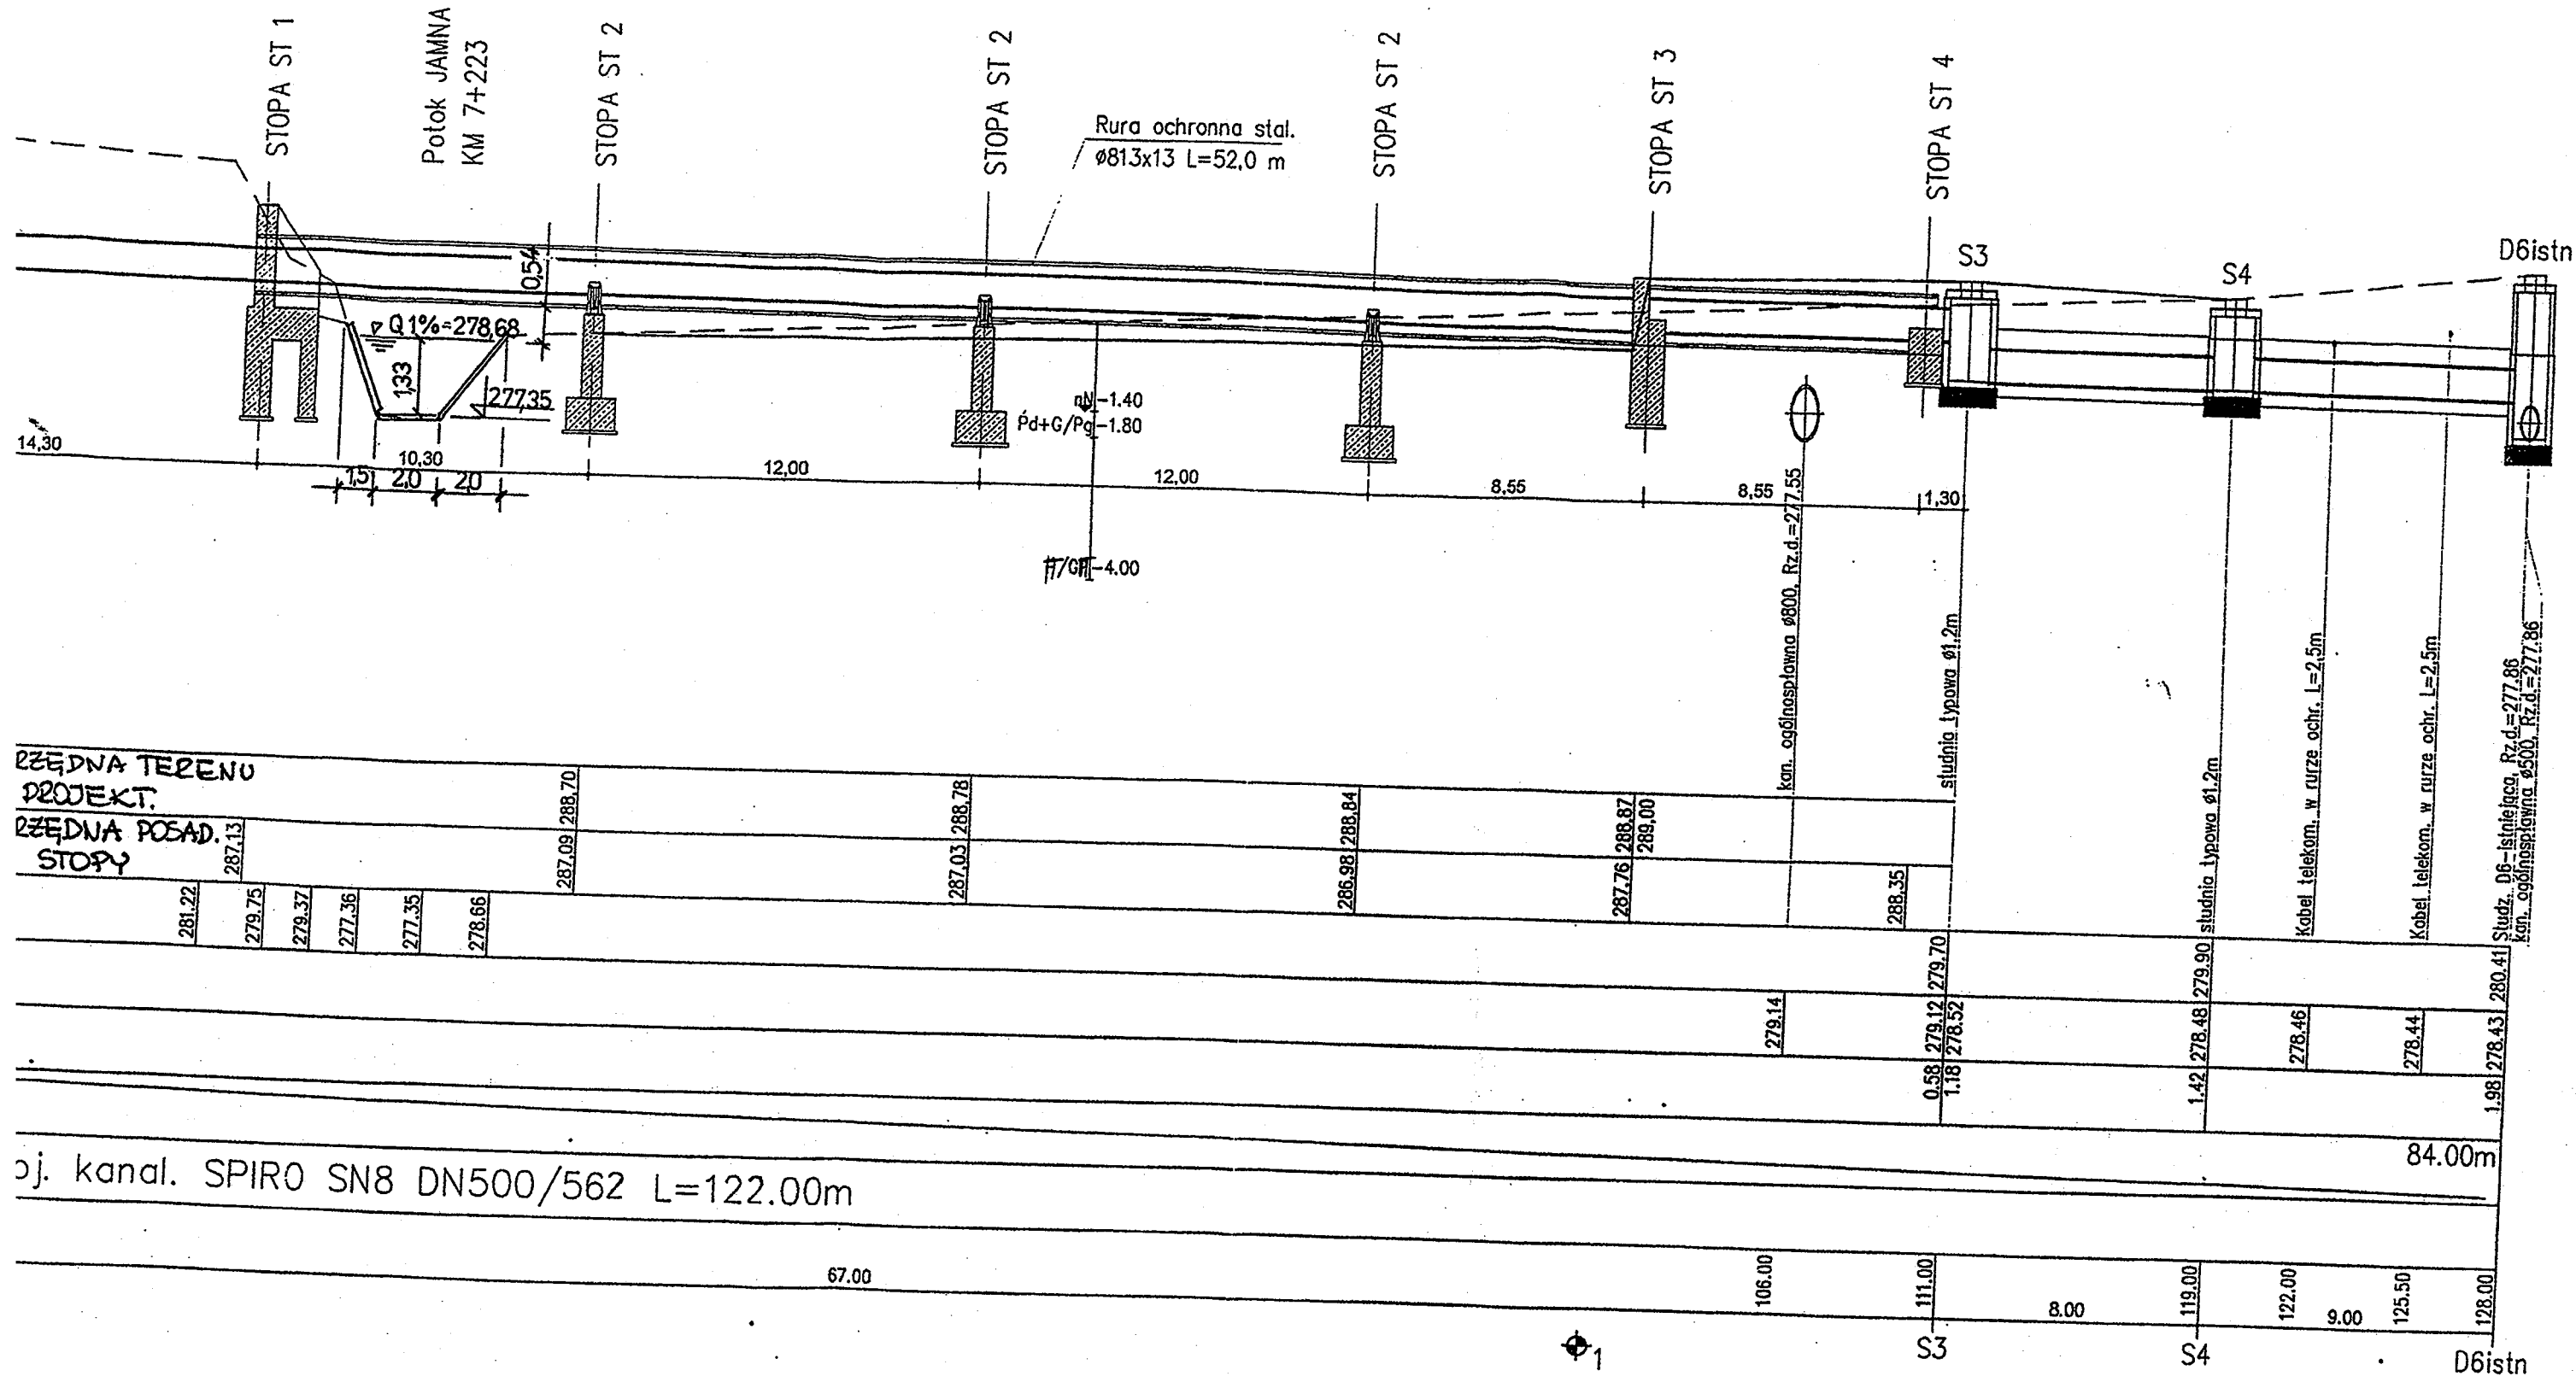 STOPA ST 1
Potok JAMNA
KM 7+223
STOPA ST 2
STOPA ST 2
Rura ochronna stal.
ø813x13 L=52,0 m
STOPA ST 2
STOPA ST 3
STOPA ST 4
S3
S4
D6istn
0,54
Q1%=278,68
1,33
277,35
nN -1.40
Pd+G/Pg -1.80
-4.00
14,30
10,30
12,00
12,00
8,55
8,55
1,30
1,5
2,0
2,0
kan. ogólnospławna ø800, Rz.d.=277.55
studnia typowa ø1,2m
studnia typowa ø1.2m
Kabel telekom. w rurze ochr. L=2,5m
Kabel telekom. w rurze ochr. L=2,5m
Studz. D6-istniejąca, Rz.d.=277.86
kan. ogólnospławna ø500, Rz.d.=277.86
RZĘDNA TERENU
PROJEKT.
288,70
288,78
288,84
288,87
289,00
RZĘDNA POSAD.
STOPY
287,13
287,09
287,03
286,98
287,76
288,35
281,22
279.75
279.37
277.36
277.35
278.66
279.70
279.90
280.41
279.14
279.12
278.52
278.48
278.46
278.44
278.43
0.58
1.18
1.42
1.98
84.00m
oj. kanal. SPIRO SN8 DN500/562 L=122.00m
67.00
106.00
111.00
8.00
119.00
122.00
9.00
125.50
128.00
1
S3
S4
D6istn